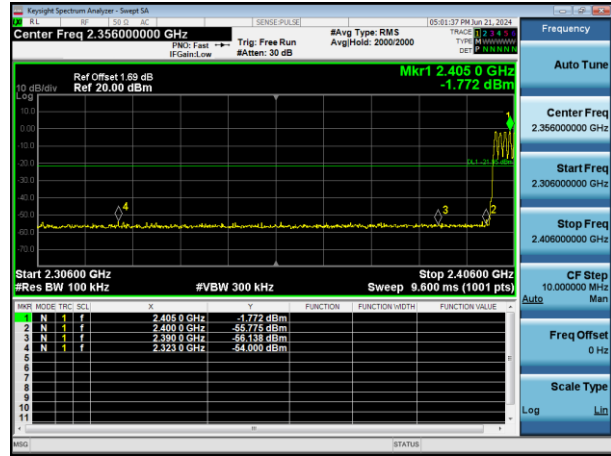 Keysight Spectrum Analyzer - Swept SA
RL RF 50 Ω AC SENSE:PULSE 05:01:37 PM Jun 21, 2024
Center Freq 2.356000000 GHz #Avg Type: RMS TRACE 1 2 3 4 5 6
PNO: Fast Trig: Free Run Avg|Hold: 2000/2000 TYPE M WWWWW
IFGain:Low #Atten: 30 dB DET P N N N N N
Frequency
Auto Tune
Ref Offset 1.69 dB Mkr1 2.405 0 GHz
10 dB/div Ref 20.00 dBm -1.772 dBm
Log
10.0
0.00
-10.0
-20.0
-30.0
-40.0
-50.0
-60.0
-70.0
1
4
3
2
Start 2.30600 GHz Stop 2.40600 GHz
#Res BW 100 kHz #VBW 300 kHz Sweep 9.600 ms (1001 pts)
MKR MODE TRC SCL X Y FUNCTION FUNCTION WIDTH FUNCTION VALUE
1 N 1 f 2.405 0 GHz -1.772 dBm
2 N 1 f 2.400 0 GHz -55.775 dBm
3 N 1 f 2.390 0 GHz -56.138 dBm
4 N 1 f 2.323 0 GHz -54.000 dBm
5
6
7
8
9
10
11
Center Freq
2.356000000 GHz
Start Freq
2.306000000 GHz
Stop Freq
2.406000000 GHz
CF Step
10.000000 MHz
Auto Man
Freq Offset
0 Hz
Scale Type
Log Lin
MSG STATUS